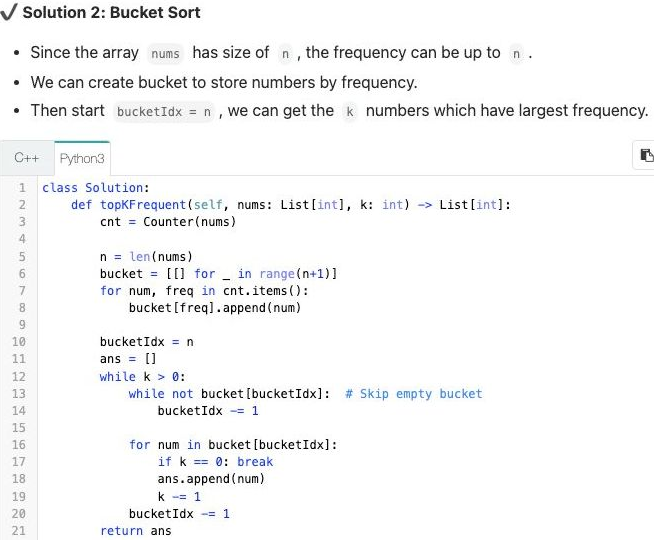 ✔️ Solution 2: Bucket Sort
• Since the array nums has size of n , the frequency can be up to n .
• We can create bucket to store numbers by frequency.
• Then start bucketIdx = n , we can get the k numbers which have largest frequency.
C++ Python3
1 class Solution:
2     def topKFrequent(self, nums: List[int], k: int) -> List[int]:
3         cnt = Counter(nums)
4
5         n = len(nums)
6         bucket = [[] for _ in range(n+1)]
7         for num, freq in cnt.items():
8             bucket[freq].append(num)
9
10         bucketIdx = n
11         ans = []
12         while k > 0:
13             while not bucket[bucketIdx]:  # Skip empty bucket
14                 bucketIdx -= 1
15
16             for num in bucket[bucketIdx]:
17                 if k == 0: break
18                 ans.append(num)
19                 k -= 1
20             bucketIdx -= 1
21         return ans